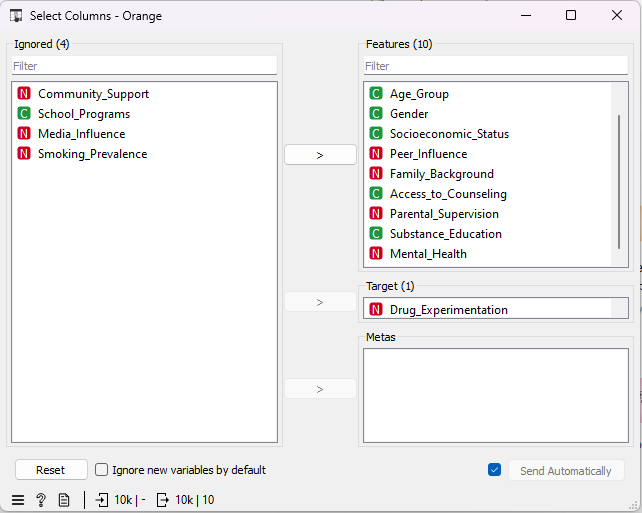 Select Columns - Orange
Ignored (4)
Filter
N Community_Support
C School_Programs
N Media_Influence
N Smoking_Prevalence
>
>
>
Features (10)
Filter
C Age_Group
C Gender
C Socioeconomic_Status
N Peer_Influence
N Family_Background
C Access_to_Counseling
N Parental_Supervision
C Substance_Education
N Mental_Health
Target (1)
N Drug_Experimentation
Metas
Reset
Ignore new variables by default
Send Automatically
? 10k | - 10k | 10